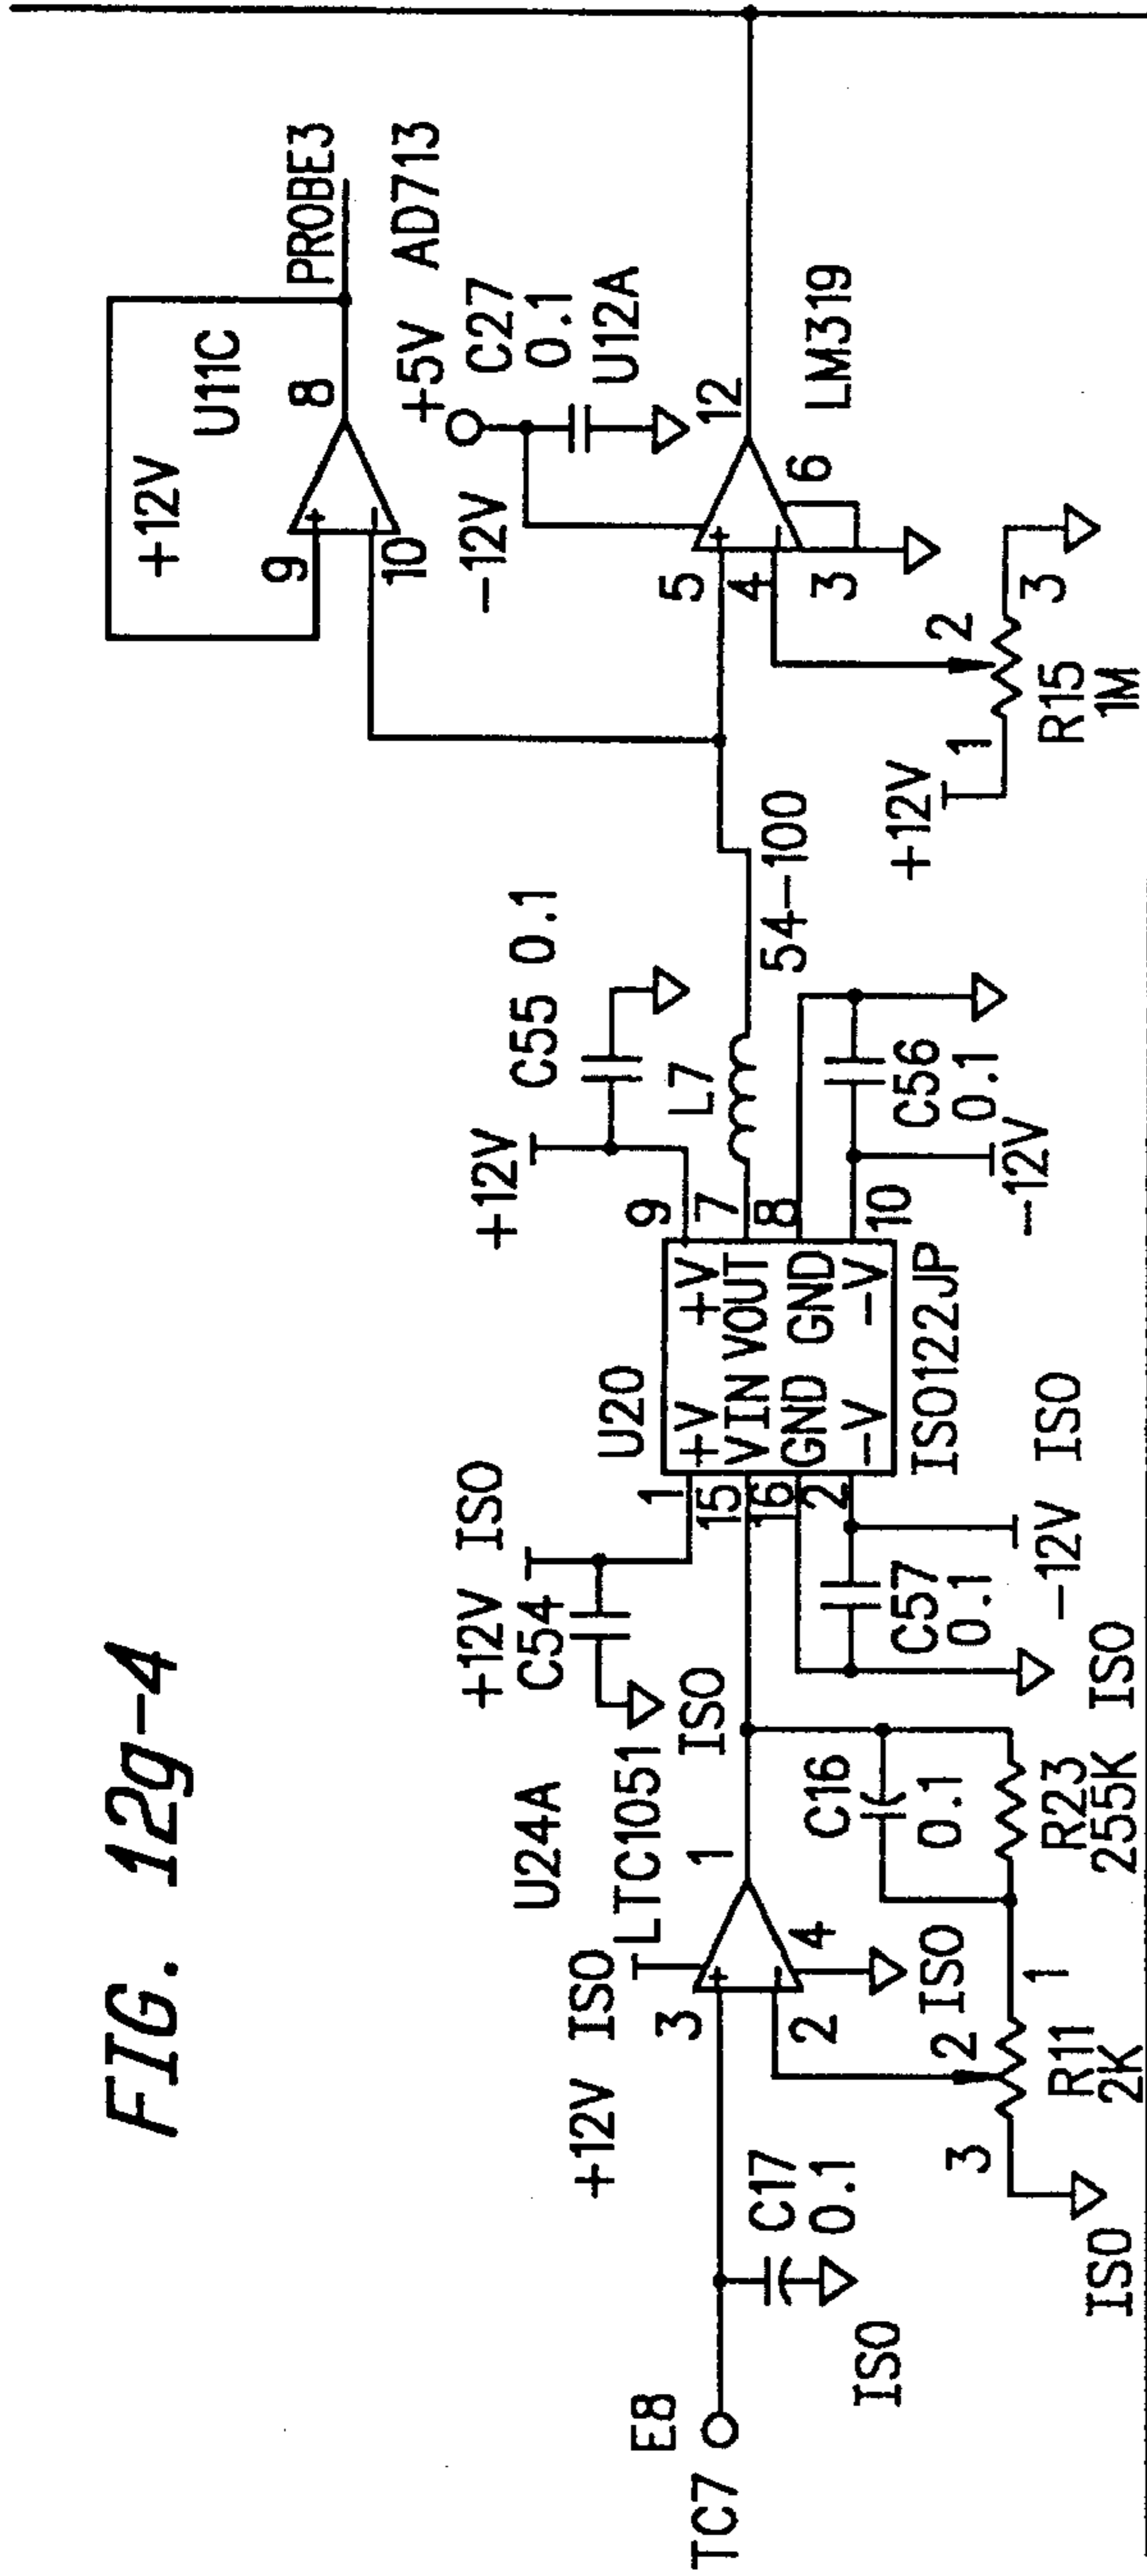 FIG. 12g-4
TC7
E8
C17
0.1
ISO
+12V ISO
3
2
4
1
U24A
LTC1051
ISO
ISO
3
2
1
R11
2K
ISO
C16
0.1
R23
255K
+12V ISO
C54
ISO
U20
1
15
16
2
+V
VIN
GND
-V
+V
VOUT
GND
-V
9
7
8
10
ISO122JP
C57
0.1
-12V ISO
ISO
+12V
C55 0.1
L7
54-100
C56
0.1
-12V
+12V
U11C
9
10
8
PROBE3
AD713
-12V
+5V
C27
0.1
U12A
5
4
3
12
6
LM319
+12V
1
2
3
R15
1M